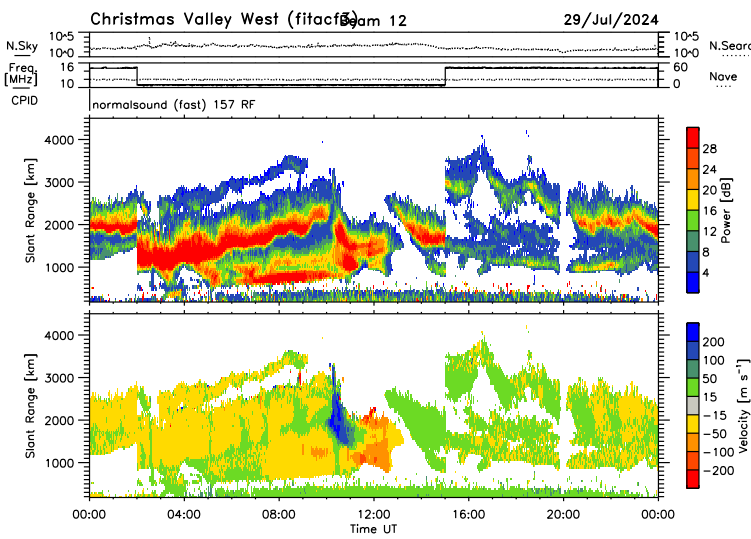 Christmas Valley West (fitacf3) Beam 12 29/Jul/2024
N.Sky 10^5 10^0 10^5 10^0 N.Searc
Freq [MHz] 16 10 60 0 Nave
CPID normalsound (fast) 157 RF
Slant Range [km] 4000 3000 2000 1000
Power [dB] 28 24 20 16 12 8 4
Slant Range [km] 4000 3000 2000 1000
Velocity [m s⁻¹] 200 100 50 15 −15 −50 −100 −200
00:00 04:00 08:00 12:00 16:00 20:00 00:00
Time UT